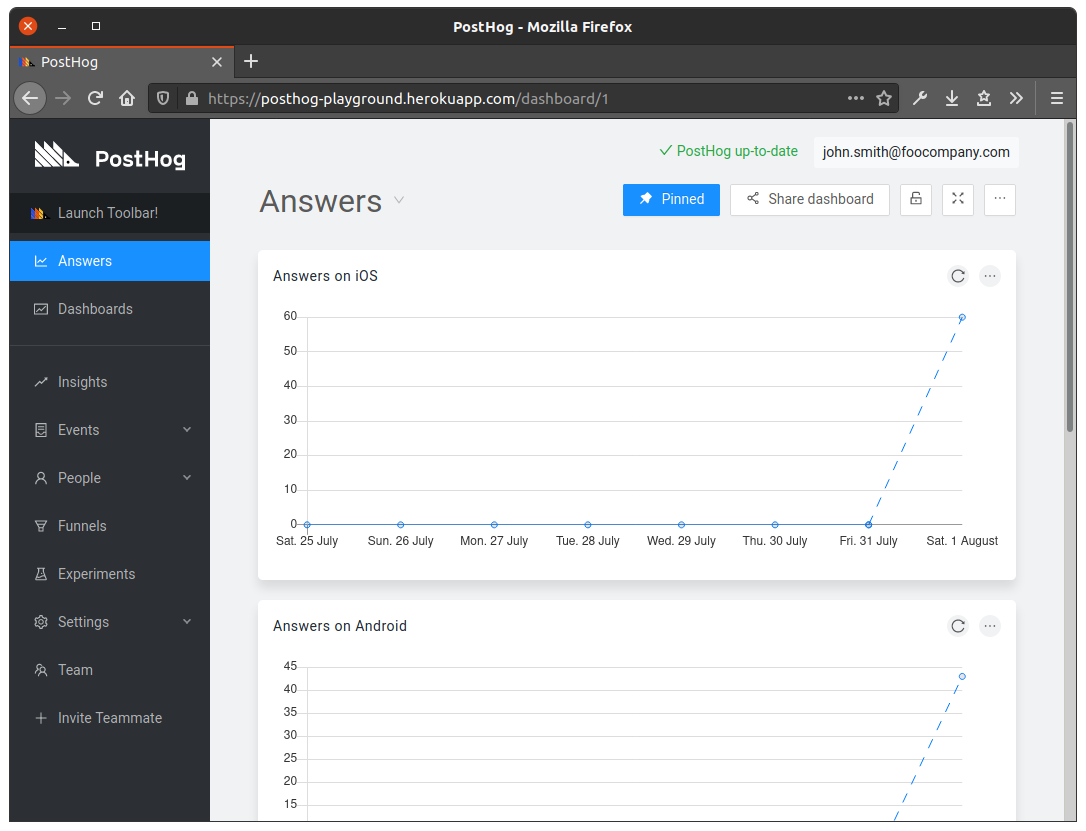 PostHog - Mozilla Firefox
PostHog
https://posthog-playground.herokuapp.com/dashboard/1
PostHog
PostHog up-to-date
john.smith@foocompany.com
Launch Toolbar!
Answers
Pinned
Share dashboard
Answers
Dashboards
Insights
Events
People
Funnels
Experiments
Settings
Team
Invite Teammate
Answers on iOS
60
50
40
30
20
10
0
Sat. 25 July
Sun. 26 July
Mon. 27 July
Tue. 28 July
Wed. 29 July
Thu. 30 July
Fri. 31 July
Sat. 1 August
Answers on Android
45
40
35
30
25
20
15